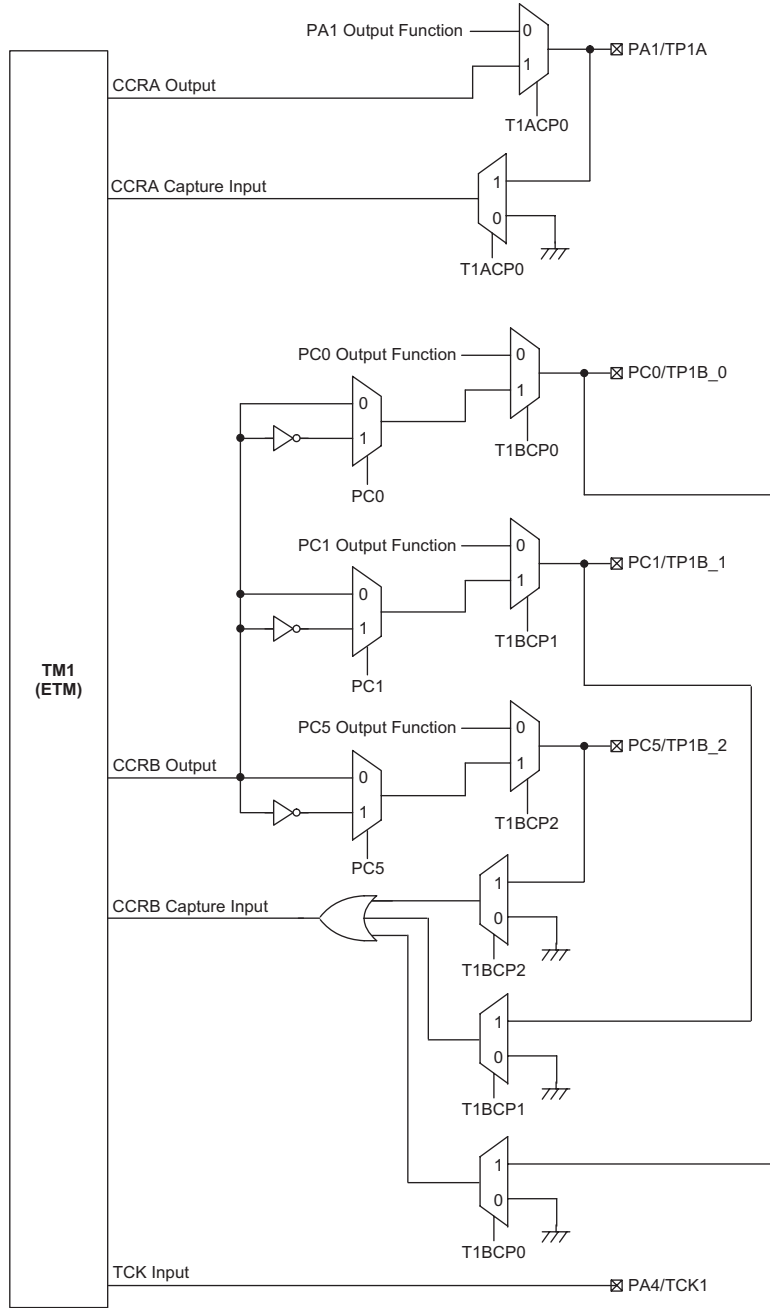 PA1 Output Function
0
1
PA1/TP1A
CCRA Output
T1ACP0
CCRA Capture Input
1
0
T1ACP0
PC0 Output Function
0
1
PC0/TP1B_0
0
1
T1BCP0
PC0
PC1 Output Function
0
1
PC1/TP1B_1
0
1
T1BCP1
PC1
TM1
(ETM)
PC5 Output Function
0
1
PC5/TP1B_2
CCRB Output
0
1
T1BCP2
PC5
CCRB Capture Input
1
0
T1BCP2
1
0
T1BCP1
1
0
T1BCP0
TCK Input
PA4/TCK1